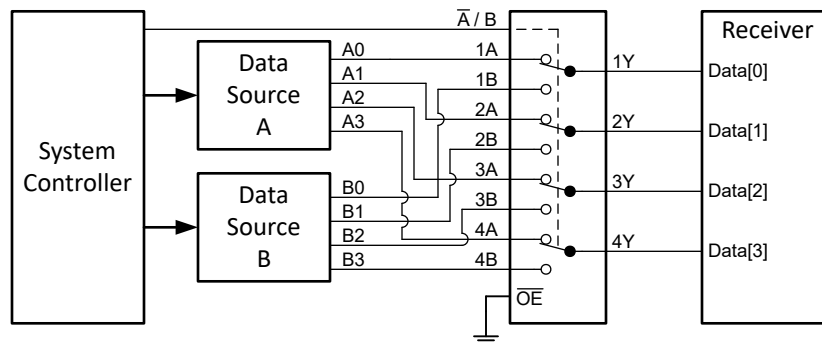 System
Controller
Data
Source
A
A0
A1
A2
A3
Data
Source
B
B0
B1
B2
B3
A̅ / B
1A
1B
2A
2B
3A
3B
4A
4B
O̅E̅
1Y
2Y
3Y
4Y
Receiver
Data[0]
Data[1]
Data[2]
Data[3]